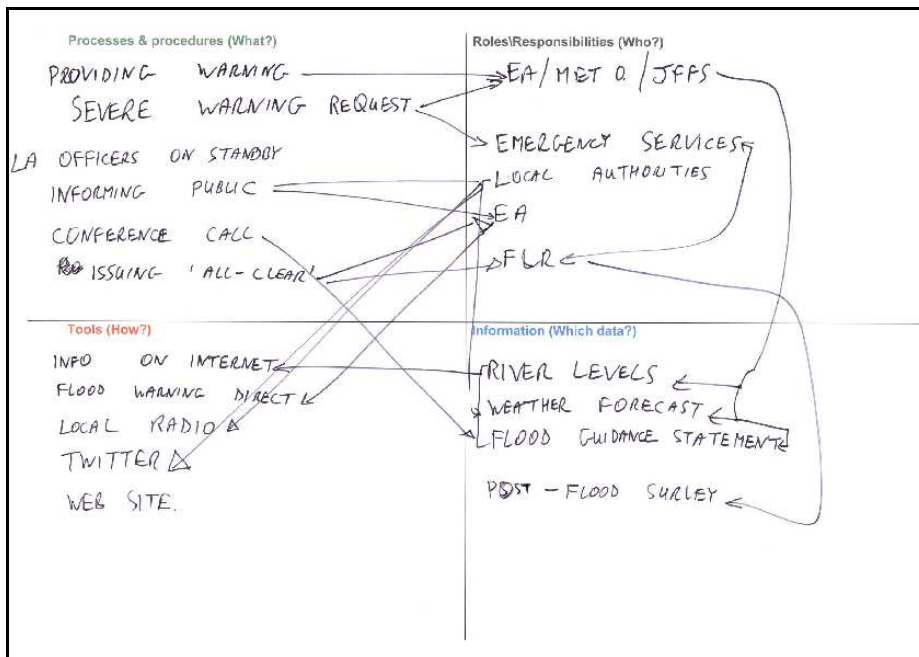 Processes & procedures (What?)
PROVIDING WARNING
SEVERE WARNING REQUEST
LA OFFICERS ON STANDBY
INFORMING PUBLIC
CONFERENCE CALL
ISSUING 'ALL-CLEAR'
Roles\Responsibilities (Who?)
EA/MET O/JFFS
EMERGENCY SERVICES
LOCAL AUTHORITIES
EA
FLR
Tools (How?)
INFO ON INTERNET
FLOOD WARNING DIRECT
LOCAL RADIO
TWITTER
WEB SITE.
Information (Which data?)
RIVER LEVELS
WEATHER FORECAST
FLOOD GUIDANCE STATEMENT
POST-FLOOD SURLEY